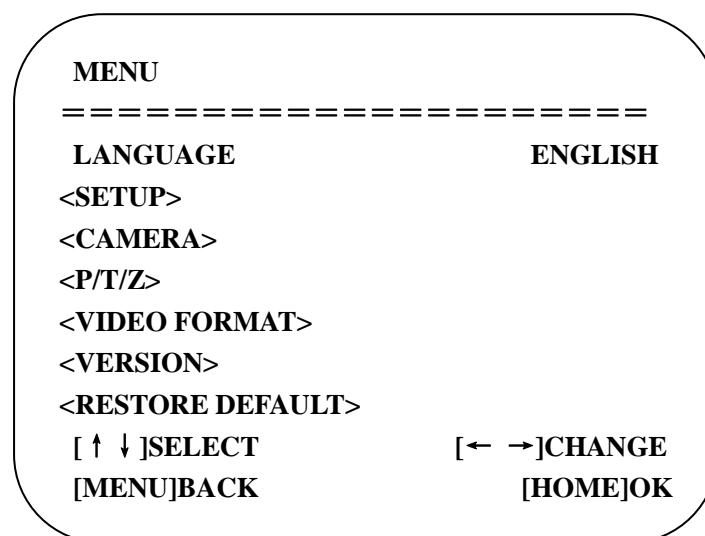 MENU
======================
LANGUAGE ENGLISH
<SETUP>
<CAMERA>
<P/T/Z>
<VIDEO FORMAT>
<VERSION>
<RESTORE DEFAULT>
[↑ ↓]SELECT [← →]CHANGE
[MENU]BACK [HOME]OK